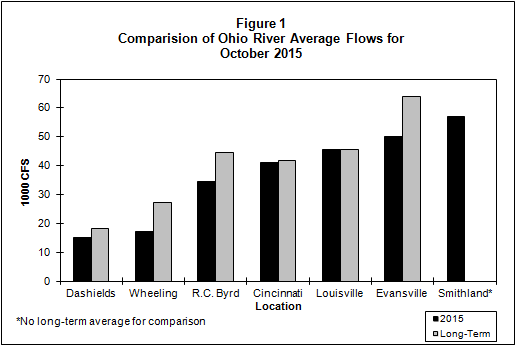 Figure 1
Comparision of Ohio River Average Flows for
October 2015
70
60
50
40
30
20
10
0
1000 CFS
Dashields Wheeling R.C. Byrd Cincinnati Louisville Evansville Smithland*
Location
*No long-term average for comparison
2015
Long-Term